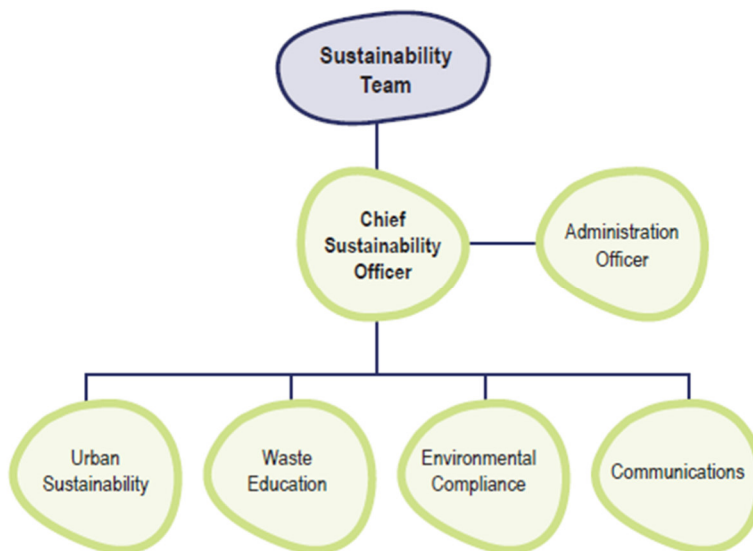 Sustainability
Team
Chief
Sustainability
Officer
Administration
Officer
Urban
Sustainability
Waste
Education
Environmental
Compliance
Communications